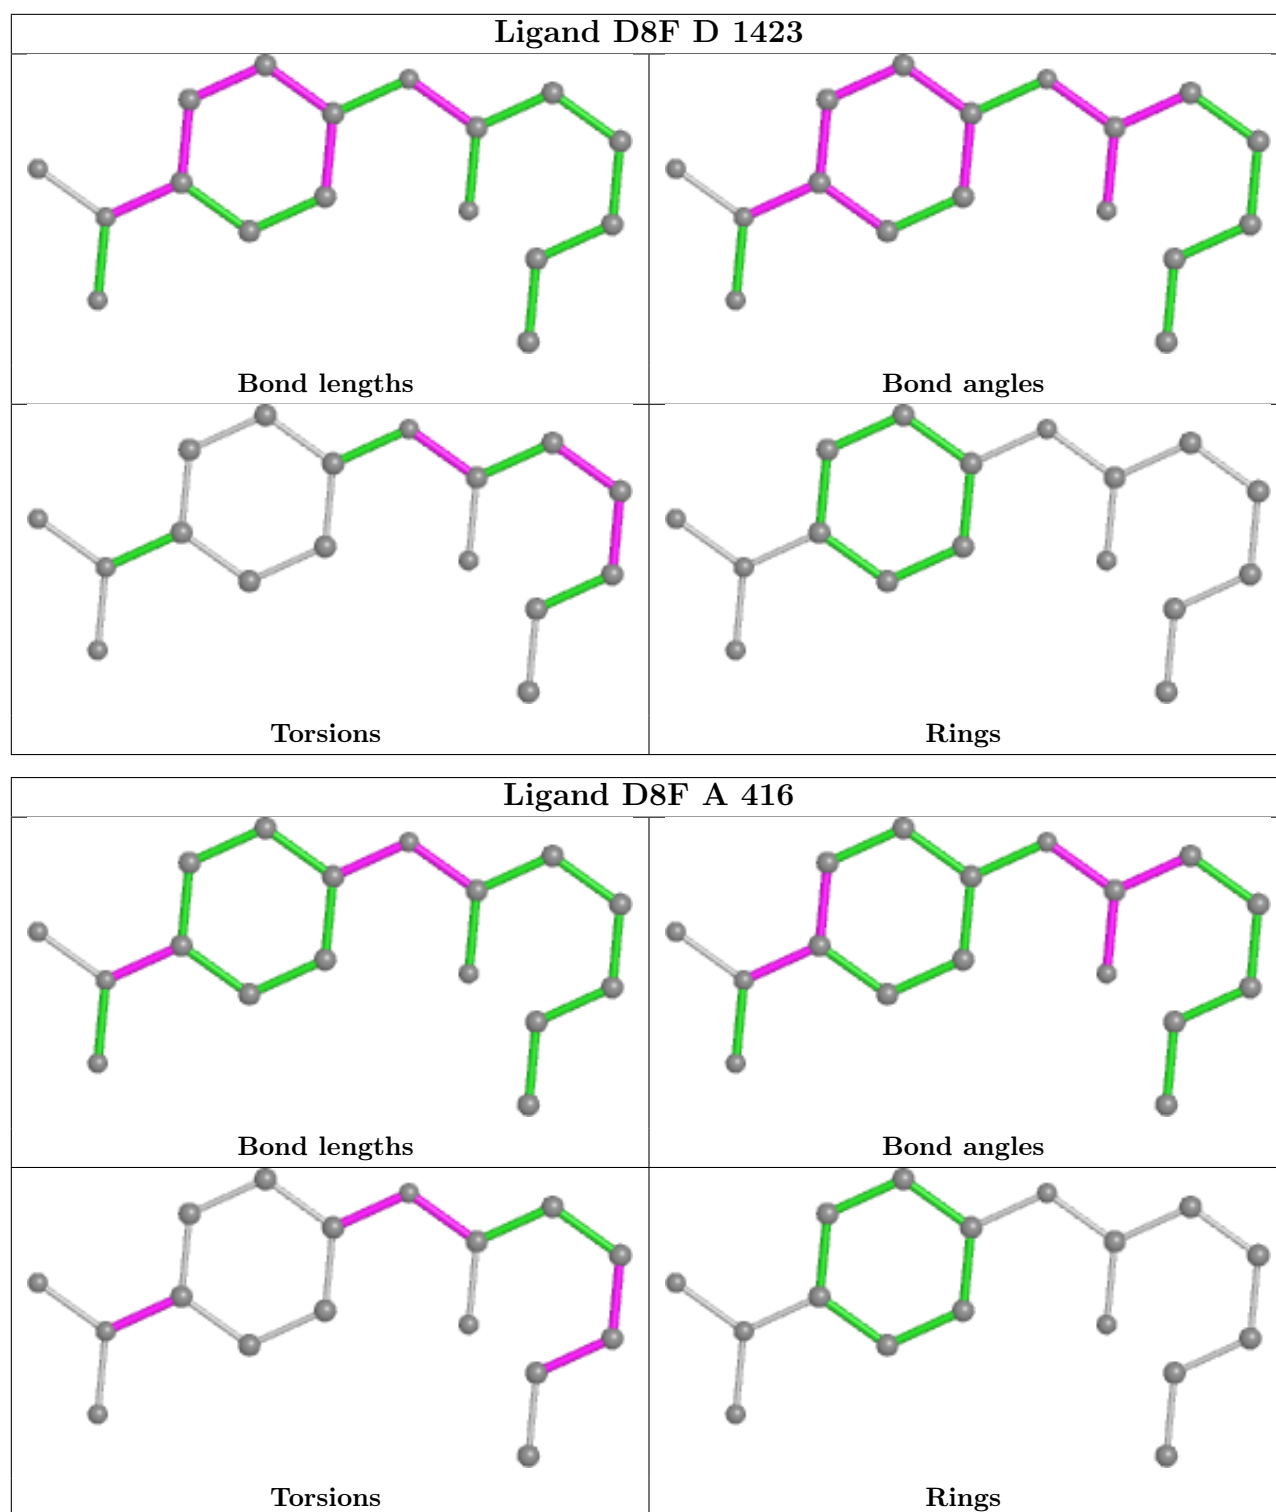 Ligand D8F D 1423
Bond lengths
Bond angles
Torsions
Rings
Ligand D8F A 416
Bond lengths
Bond angles
Torsions
Rings